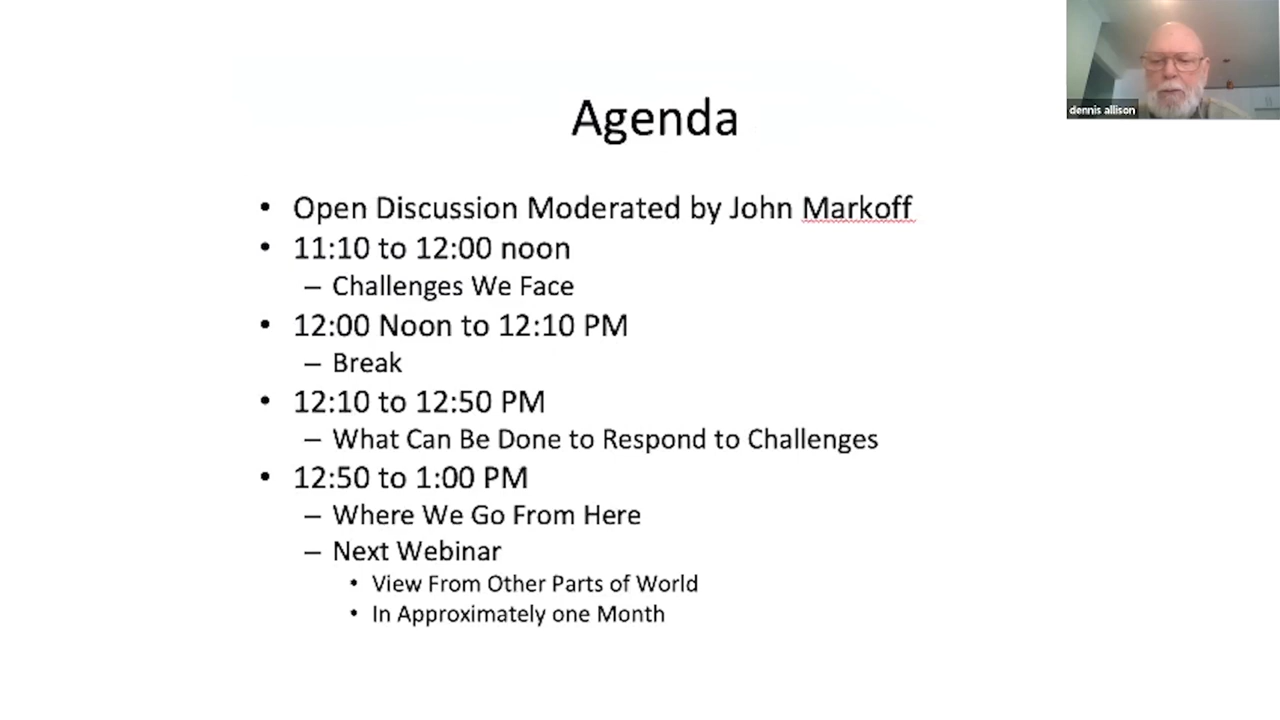 Agenda
• Open Discussion Moderated by John Markoff
• 11:10 to 12:00 noon
– Challenges We Face
• 12:00 Noon to 12:10 PM
– Break
• 12:10 to 12:50 PM
– What Can Be Done to Respond to Challenges
• 12:50 to 1:00 PM
– Where We Go From Here
– Next Webinar
• View From Other Parts of World
• In Approximately one Month
dennis allison